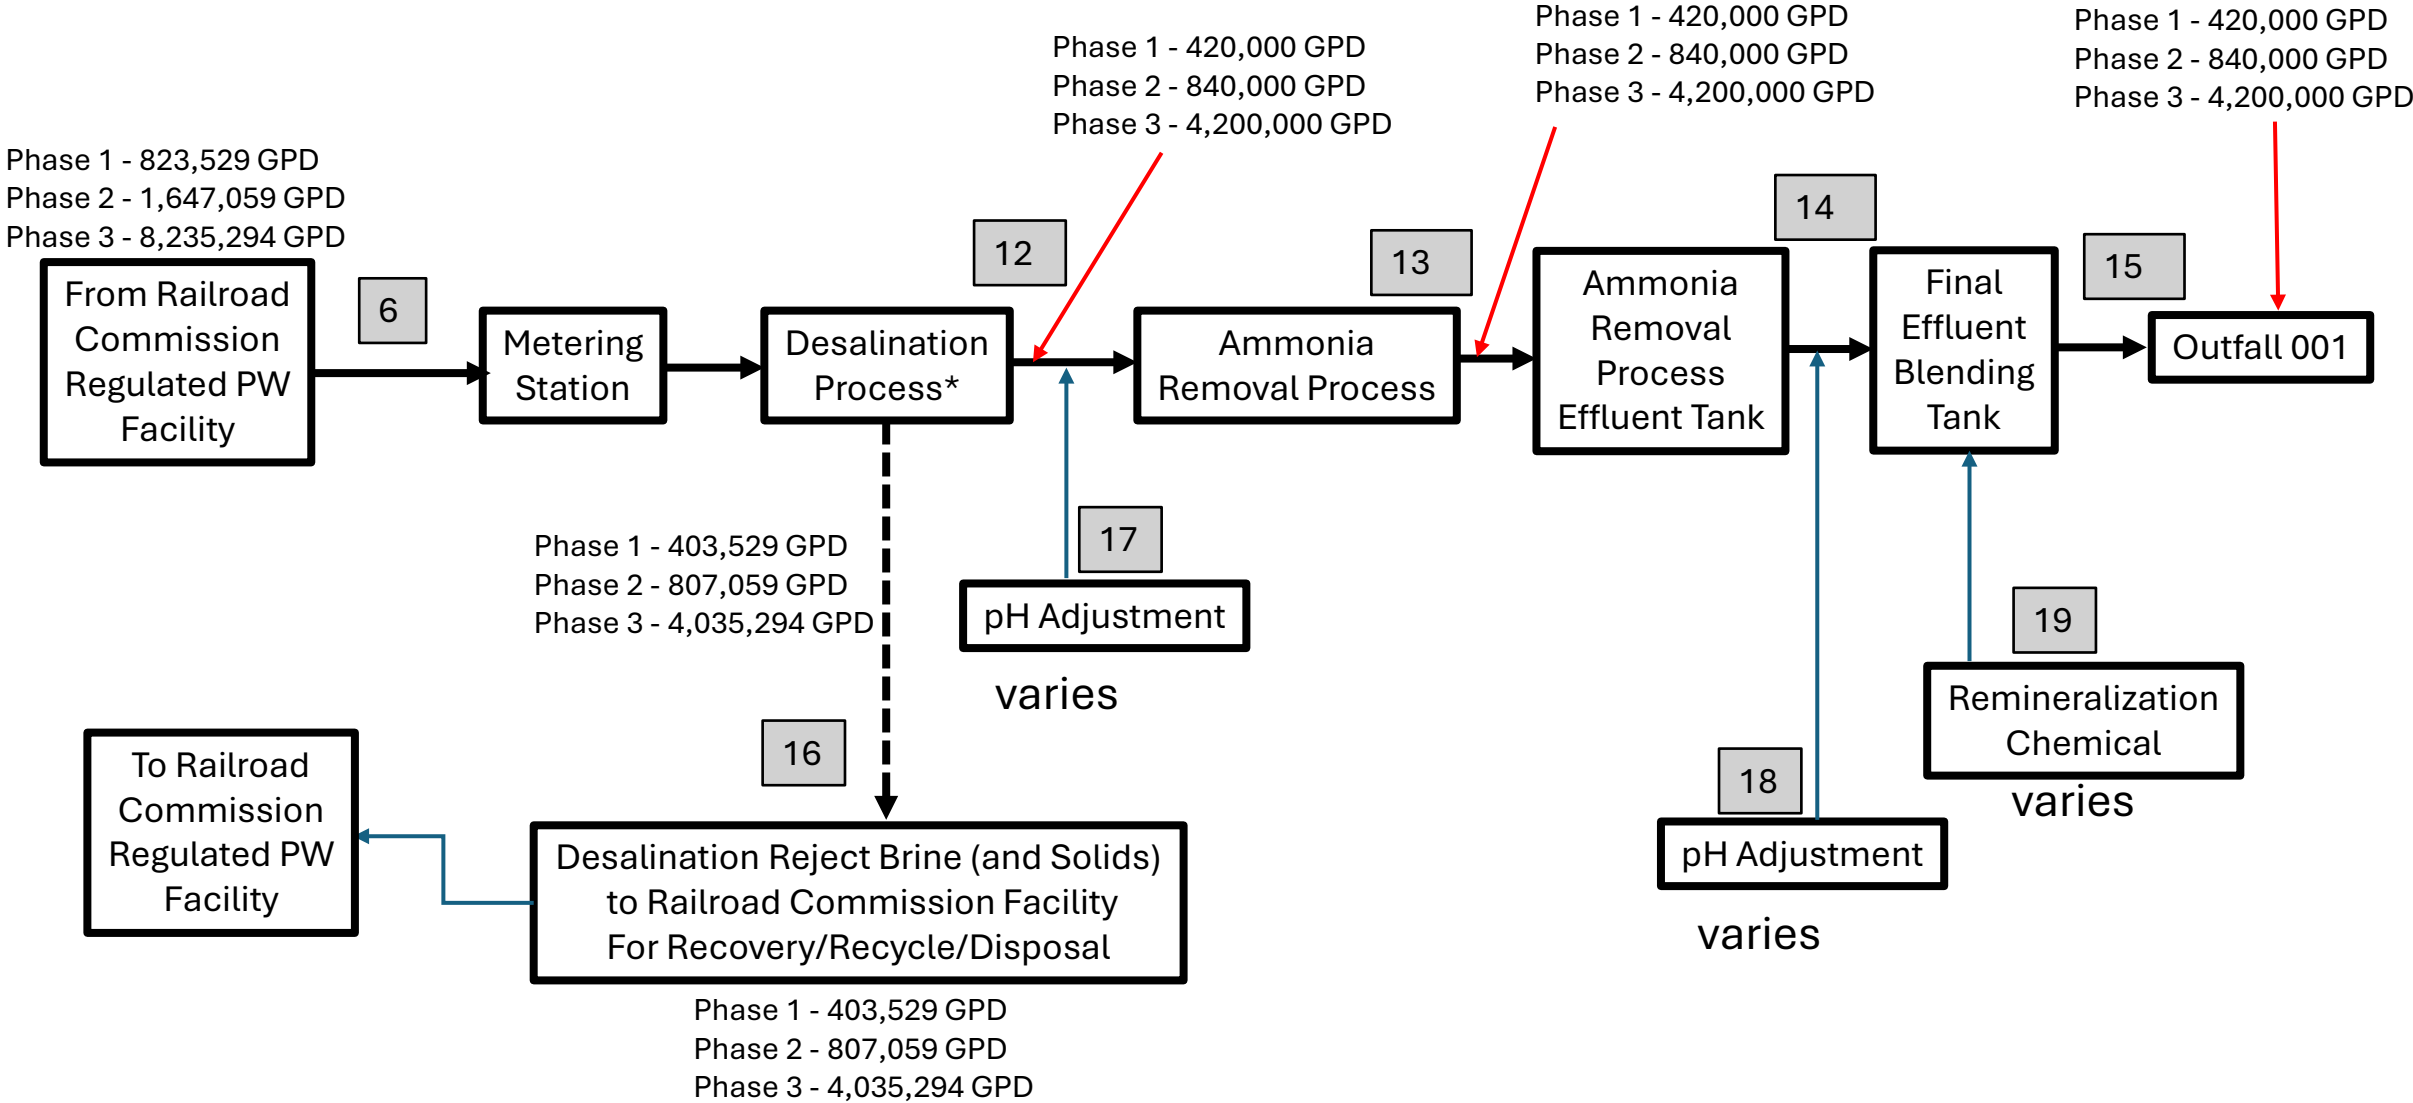 Phase 1 - 420,000 GPD
Phase 2 - 840,000 GPD
Phase 3 - 4,200,000 GPD
Phase 1 - 420,000 GPD
Phase 2 - 840,000 GPD
Phase 3 - 4,200,000 GPD
Phase 1 - 420,000 GPD
Phase 2 - 840,000 GPD
Phase 3 - 4,200,000 GPD
Phase 1 - 823,529 GPD
Phase 2 - 1,647,059 GPD
Phase 3 - 8,235,294 GPD
From Railroad
Commission
Regulated PW
Facility
6
Metering
Station
Desalination
Process*
12
Ammonia
Removal Process
13
Ammonia
Removal
Process
Effluent Tank
14
Final
Effluent
Blending
Tank
15
Outfall 001
Phase 1 - 403,529 GPD
Phase 2 - 807,059 GPD
Phase 3 - 4,035,294 GPD
17
pH Adjustment
varies
19
Remineralization
Chemical
varies
18
pH Adjustment
varies
16
To Railroad
Commission
Regulated PW
Facility
Desalination Reject Brine (and Solids)
to Railroad Commission Facility
For Recovery/Recycle/Disposal
Phase 1 - 403,529 GPD
Phase 2 - 807,059 GPD
Phase 3 - 4,035,294 GPD